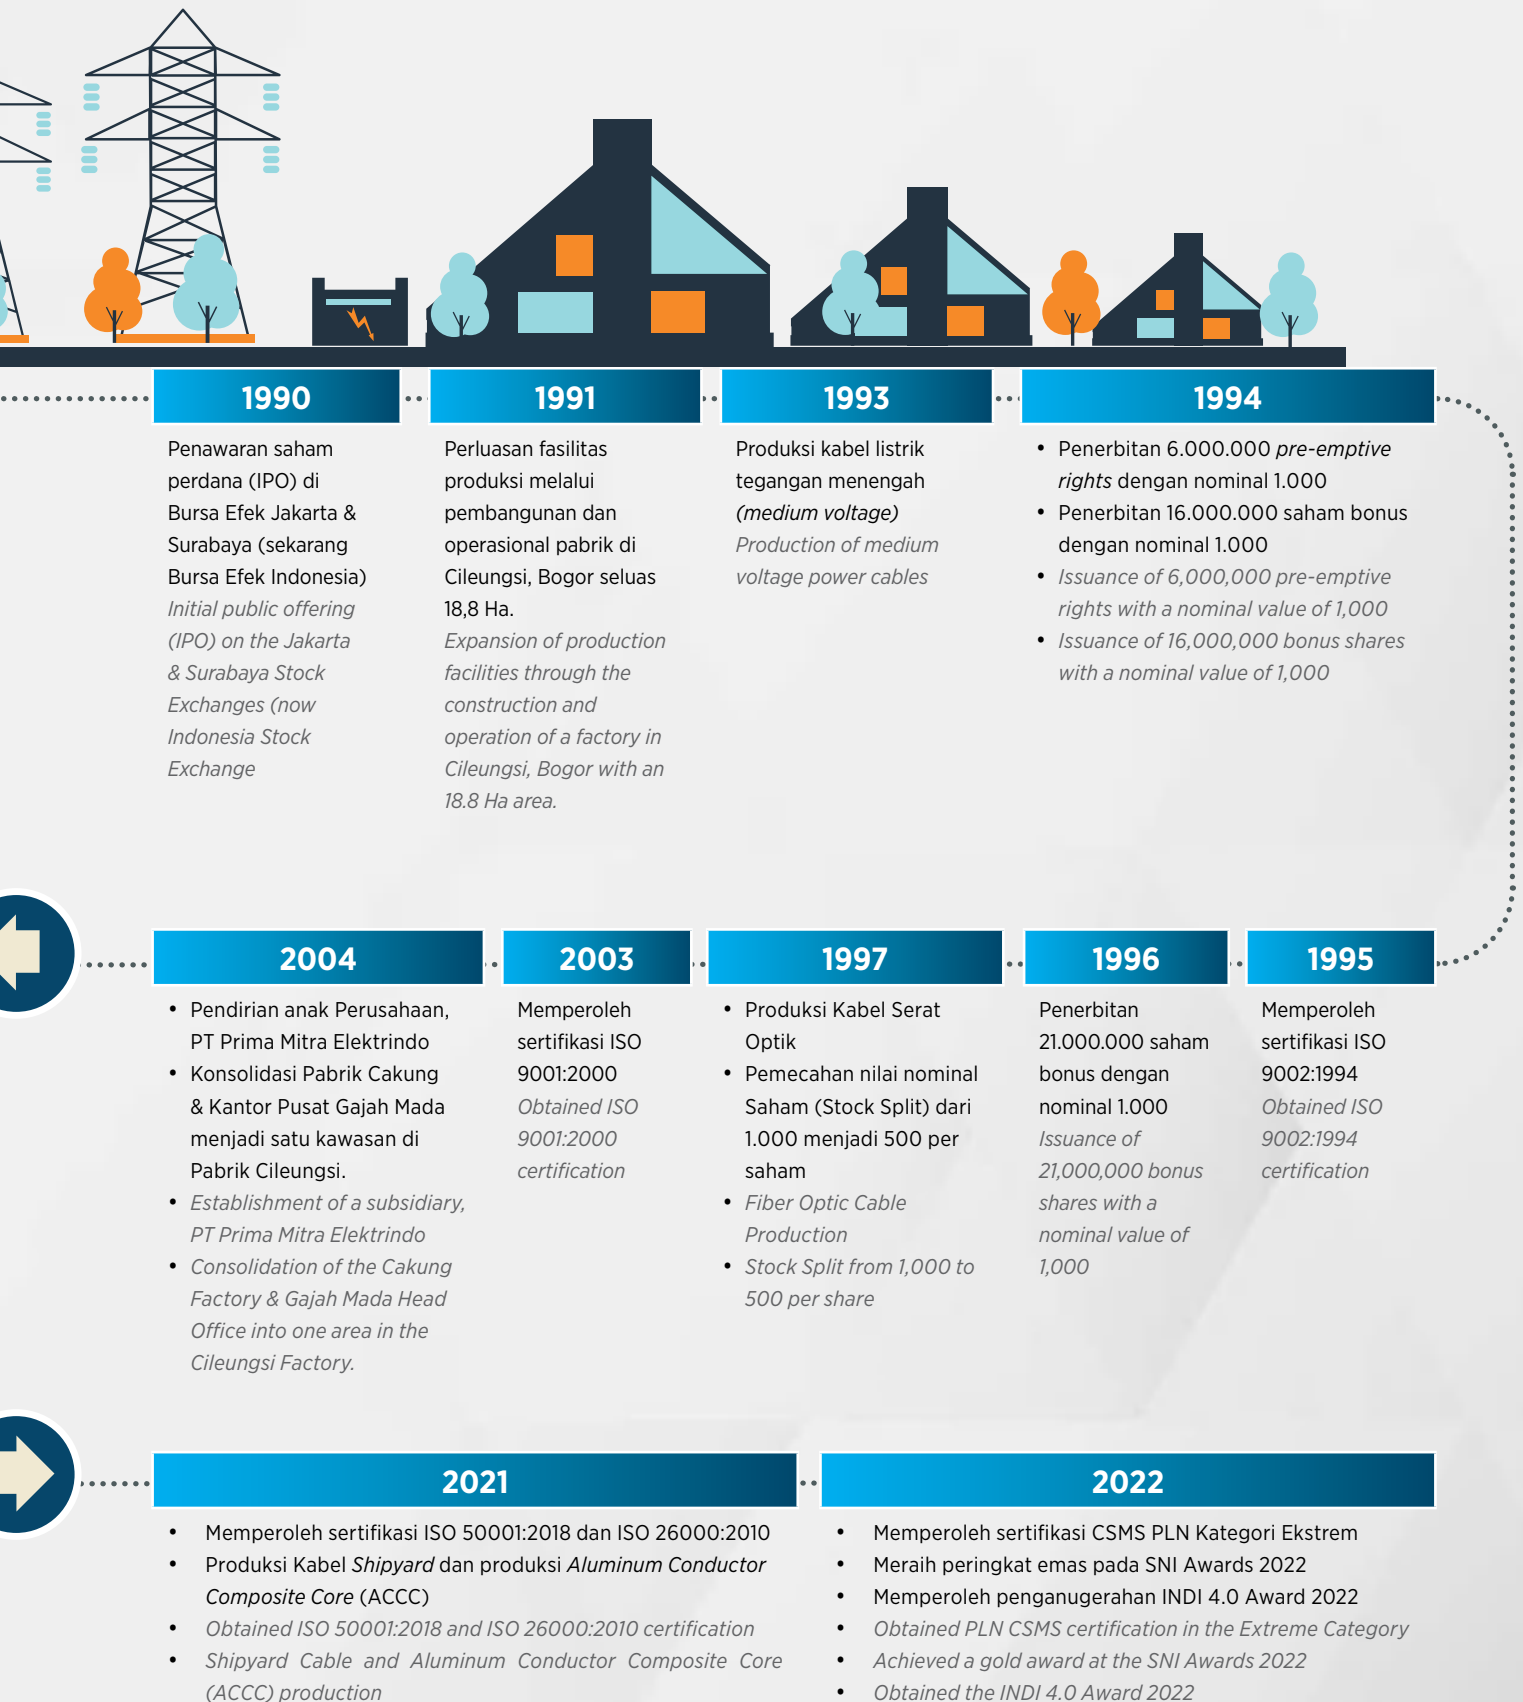 1990
Penawaran saham
perdana (IPO) di
Bursa Efek Jakarta &
Surabaya (sekarang
Bursa Efek Indonesia)
Initial public offering
(IPO) on the Jakarta
& Surabaya Stock
Exchanges (now
Indonesia Stock
Exchange
1991
Perluasan fasilitas
produksi melalui
pembangunan dan
operasional pabrik di
Cileungsi, Bogor seluas
18,8 Ha.
Expansion of production
facilities through the
construction and
operation of a factory in
Cileungsi, Bogor with an
18.8 Ha area.
1993
Produksi kabel listrik
tegangan menengah
(medium voltage)
Production of medium
voltage power cables
1994
• Penerbitan 6.000.000 pre-emptive
rights dengan nominal 1.000
• Penerbitan 16.000.000 saham bonus
dengan nominal 1.000
• Issuance of 6,000,000 pre-emptive
rights with a nominal value of 1,000
• Issuance of 16,000,000 bonus shares
with a nominal value of 1,000
2004
• Pendirian anak Perusahaan,
PT Prima Mitra Elektrindo
• Konsolidasi Pabrik Cakung
& Kantor Pusat Gajah Mada
menjadi satu kawasan di
Pabrik Cileungsi.
• Establishment of a subsidiary,
PT Prima Mitra Elektrindo
• Consolidation of the Cakung
Factory & Gajah Mada Head
Office into one area in the
Cileungsi Factory.
2003
Memperoleh
sertifikasi ISO
9001:2000
Obtained ISO
9001:2000
certification
1997
• Produksi Kabel Serat
Optik
• Pemecahan nilai nominal
Saham (Stock Split) dari
1.000 menjadi 500 per
saham
• Fiber Optic Cable
Production
• Stock Split from 1,000 to
500 per share
1996
Penerbitan
21.000.000 saham
bonus dengan
nominal 1.000
Issuance of
21,000,000 bonus
shares with a
nominal value of
1,000
1995
Memperoleh
sertifikasi ISO
9002:1994
Obtained ISO
9002:1994
certification
2021
• Memperoleh sertifikasi ISO 50001:2018 dan ISO 26000:2010
• Produksi Kabel Shipyard dan produksi Aluminum Conductor
Composite Core (ACCC)
• Obtained ISO 50001:2018 and ISO 26000:2010 certification
• Shipyard Cable and Aluminum Conductor Composite Core
(ACCC) production
2022
• Memperoleh sertifikasi CSMS PLN Kategori Ekstrem
• Meraih peringkat emas pada SNI Awards 2022
• Memperoleh penganugerahan INDI 4.0 Award 2022
• Obtained PLN CSMS certification in the Extreme Category
• Achieved a gold award at the SNI Awards 2022
• Obtained the INDI 4.0 Award 2022